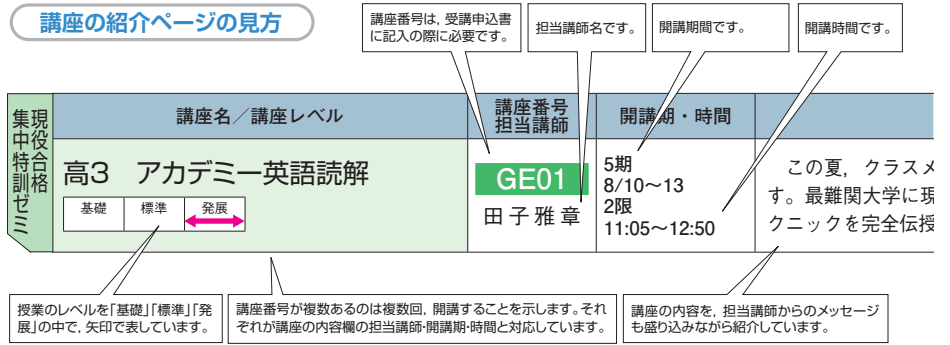 講座の紹介ページの見方
講座番号は，受講申込書
に記入の際に必要です。
担当講師名です。
開講期間です。
開講時間です。
現役合格
集中特訓ゼミ
講座名／講座レベル
講座番号
担当講師
開講期・時間
高3　アカデミー英語読解
基礎
標準
発展
GE01
田子雅章
5期
8/10～13
2限
11:05～12:50
この夏，クラスメ
す。最難関大学に現
クニックを完全伝授
授業のレベルを「基礎」「標準」「発
展」の中で，矢印で表しています。
講座番号が複数あるのは複数回，開講することを示します。それ
ぞれが講座の内容欄の担当講師・開講期・時間と対応しています。
講座の内容を，担当講師からのメッセージ
も盛り込みながら紹介しています。